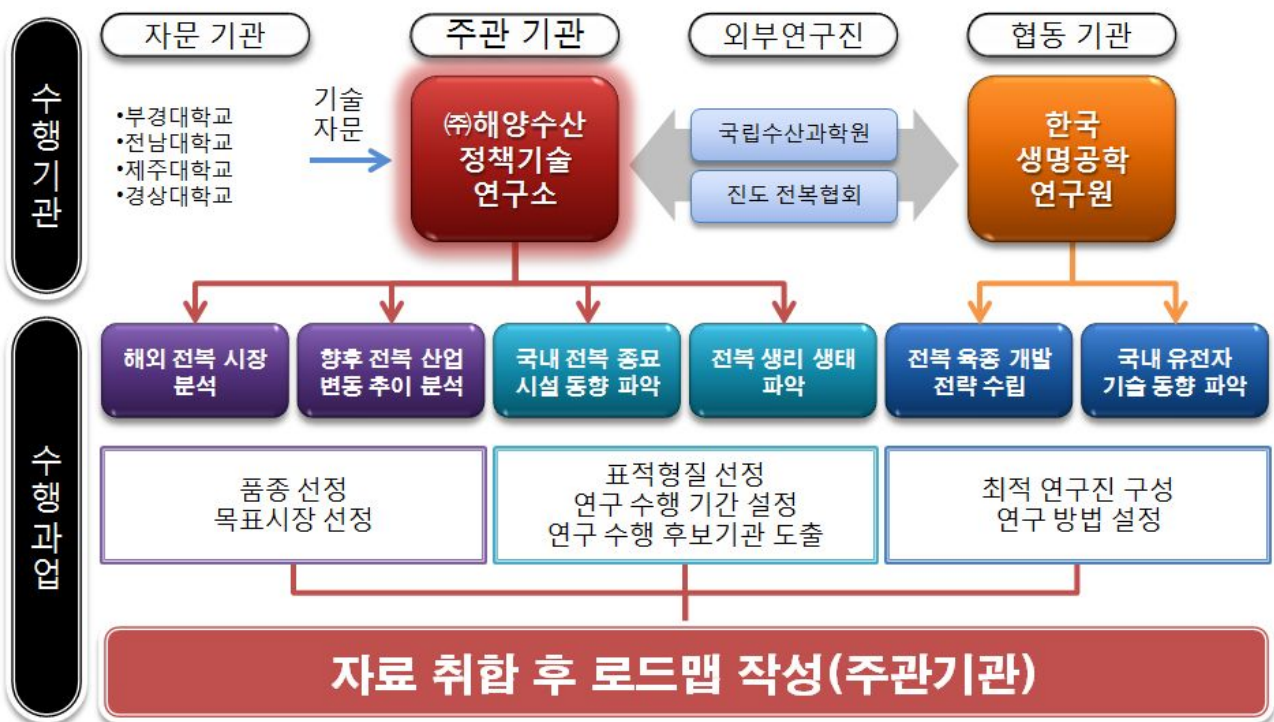 수행기관
자문 기관
주관 기관
외부연구진
협동 기관
•부경대학교
•전남대학교
•제주대학교
•경상대학교
기술
자문
㈜해양수산
정책기술
연구소
국립수산과학원
진도 전복협회
한국
생명공학
연구원
수행과업
해외 전복 시장
분석
향후 전복 산업
변동 추이 분석
국내 전복 종묘
시설 동향 파악
전복 생리 생태
파악
전복 육종 개발
전략 수립
국내 유전자
기술 동향 파악
품종 선정
목표시장 선정
표적형질 선정
연구 수행 기간 설정
연구 수행 후보기관 도출
최적 연구진 구성
연구 방법 설정
자료 취합 후 로드맵 작성(주관기관)